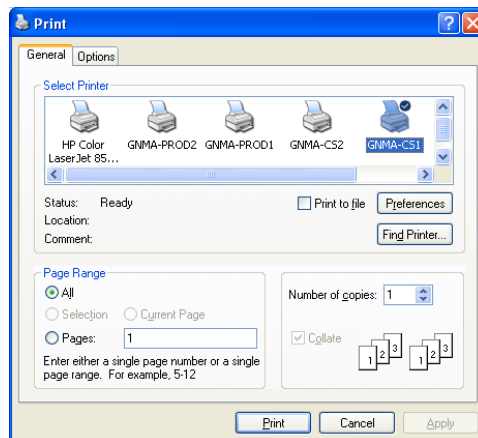 Print
General Options
Select Printer
HP Color LaserJet 85... GNMA-PROD2 GNMA-PROD1 GNMA-CS2 GNMA-CS1
Status: Ready
Print to file Preferences
Location:
Comment:
Find Printer...
Page Range
All
Selection Current Page
Pages: 1
Enter either a single page number or a single
page range. For example, 5-12
Number of copies: 1
Collate
1 2 3 1 2 3
Print Cancel Apply